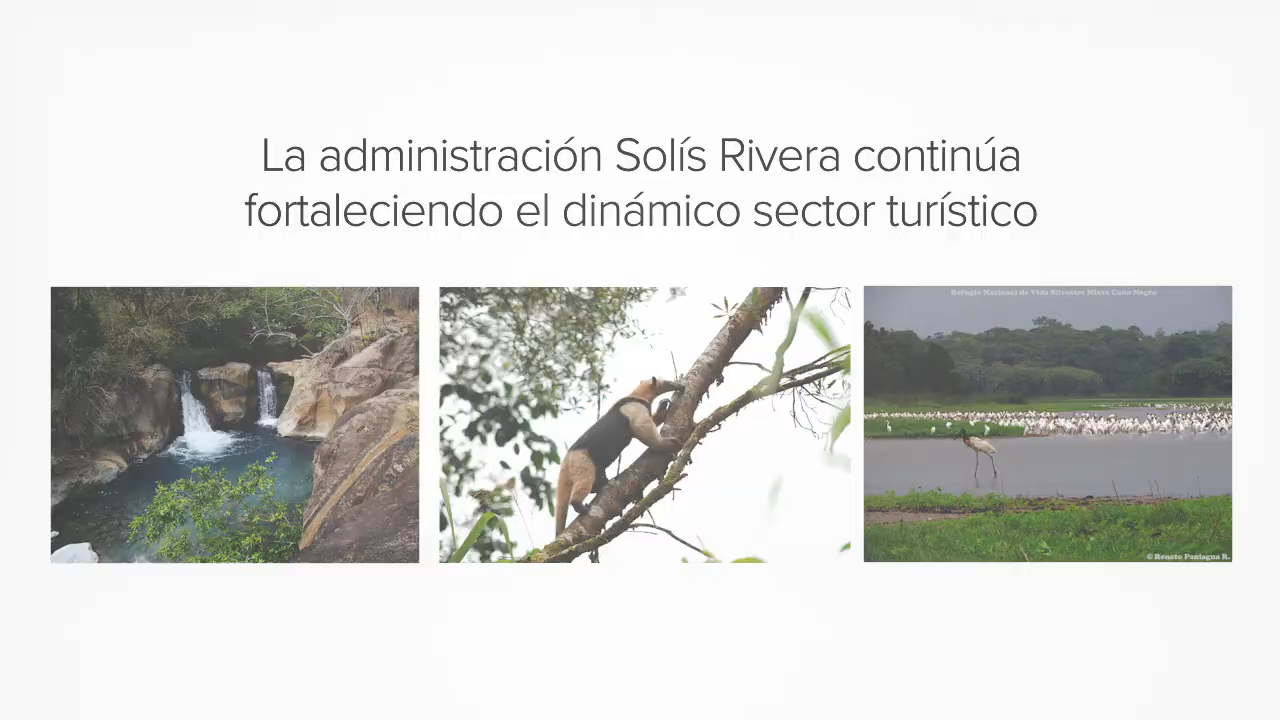 La administración Solís Rivera continúa
fortaleciendo el dinámico sector turístico
Refugio Nacional de Vida Silvestre Mixto Caño Negro
© Renato Paniagua R.